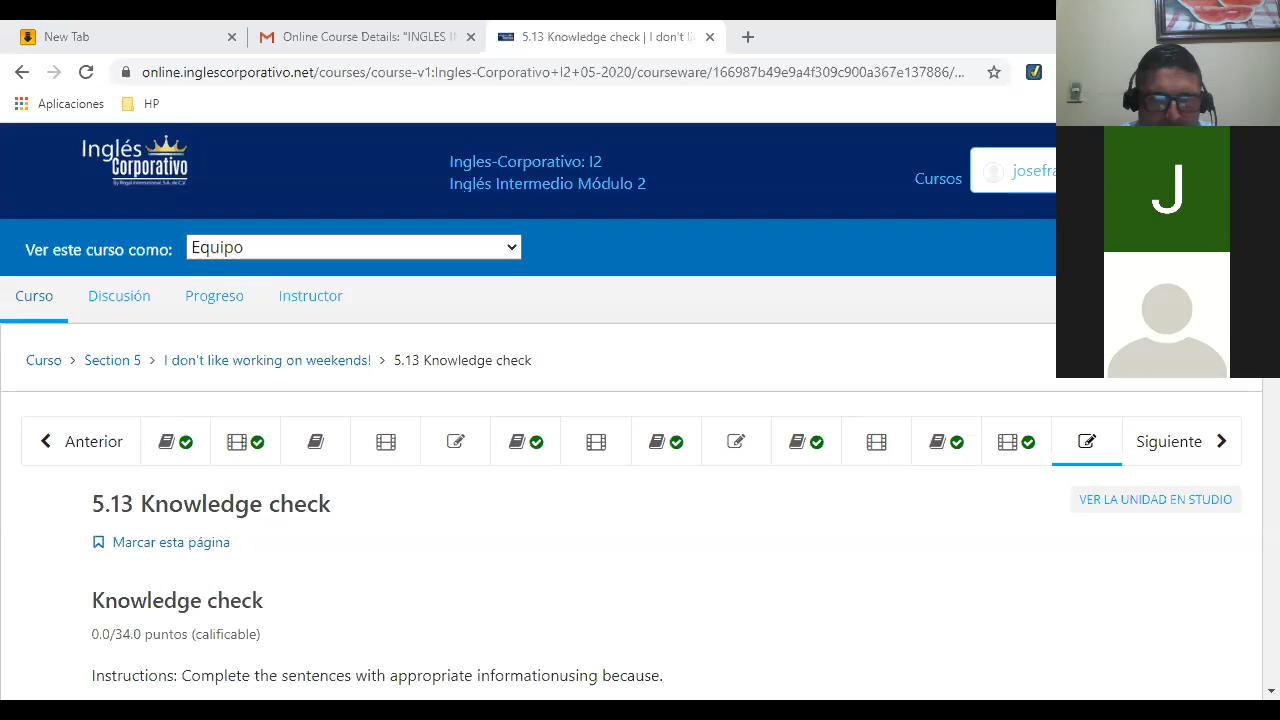 New Tab
Online Course Details: "INGLES IN
5.13 Knowledge check | I don't li
online.inglescorporativo.net/courses/course-v1:Ingles-Corporativo+I2+05-2020/courseware/166987b49e9a4f309c900a367e137886/...
Aplicaciones
HP
Inglés
Corporativo
Ingles-Corporativo: I2
Inglés Intermedio Módulo 2
Cursos
josefra
Ver este curso como:
Equipo
Curso
Discusión
Progreso
Instructor
Curso > Section 5 > I don't like working on weekends! > 5.13 Knowledge check
Anterior
Siguiente
5.13 Knowledge check
VER LA UNIDAD EN STUDIO
Marcar esta página
Knowledge check
0.0/34.0 puntos (calificable)
Instructions: Complete the sentences with appropriate informationusing because.
J